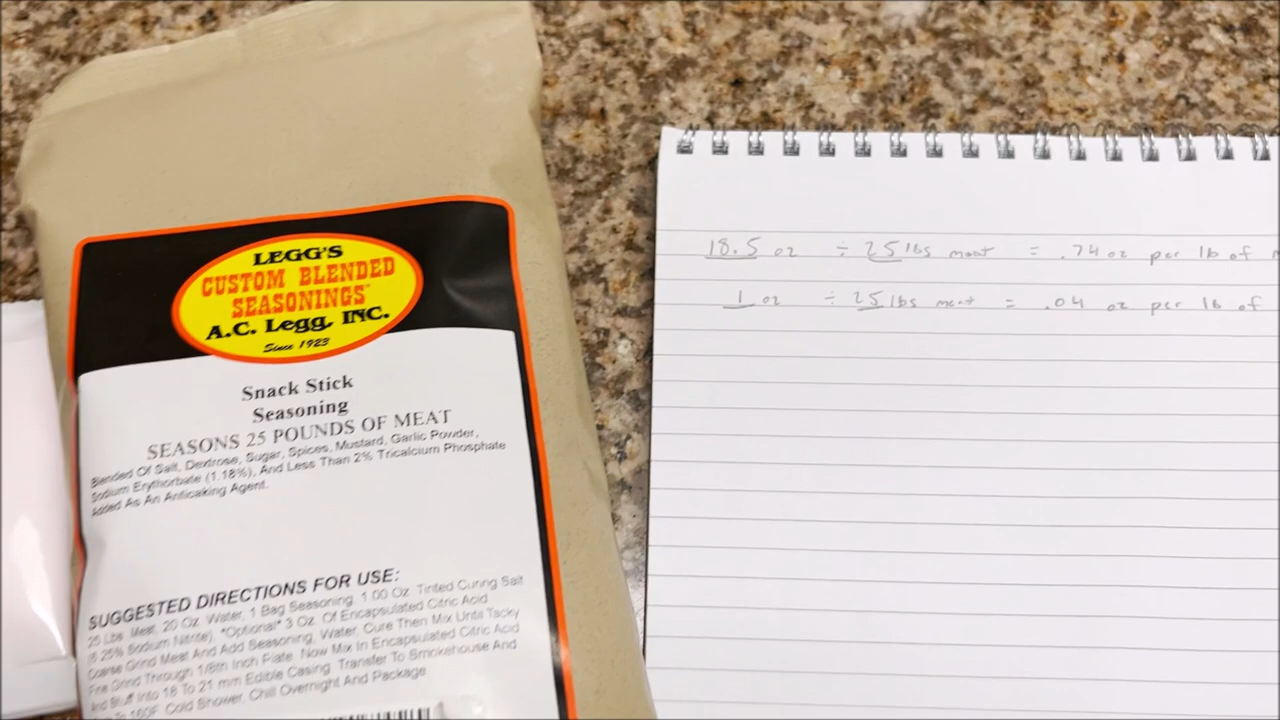 LEGG'S
CUSTOM BLENDED
SEASONINGS™
A.C. Legg, INC.
Since 1923
Snack Stick
Seasoning
SEASONS 25 POUNDS OF MEAT
Blended Of Salt, Dextrose, Sugar, Spices, Mustard, Garlic Powder,
Sodium Erythorbate (1.18%), And Less Than 2% Tricalcium Phosphate
Added As An Anticaking Agent.
SUGGESTED DIRECTIONS FOR USE:
25 Lbs. Meat, 20 Oz. Water, 1 Bag Seasoning, 1.00 Oz. Tinted Curing Salt
(6.25% Sodium Nitrite). *Optional* 3 Oz. Of Encapsulated Citric Acid.
Coarse Grind Meat And Add Seasoning, Water, Cure Then Mix Until Tacky
Fine Grind Through 1/8th Inch Plate. Now Mix In Encapsulated Citric Acid
And Stuff Into 18 To 21 mm Edible Casing. Transfer To Smokehouse And
To 160F. Cold Shower, Chill Overnight And Package
18.5 oz ÷ 25 lbs meat = .74 oz per lb of
1 oz ÷ 25 lbs meat = .04 oz per lb of